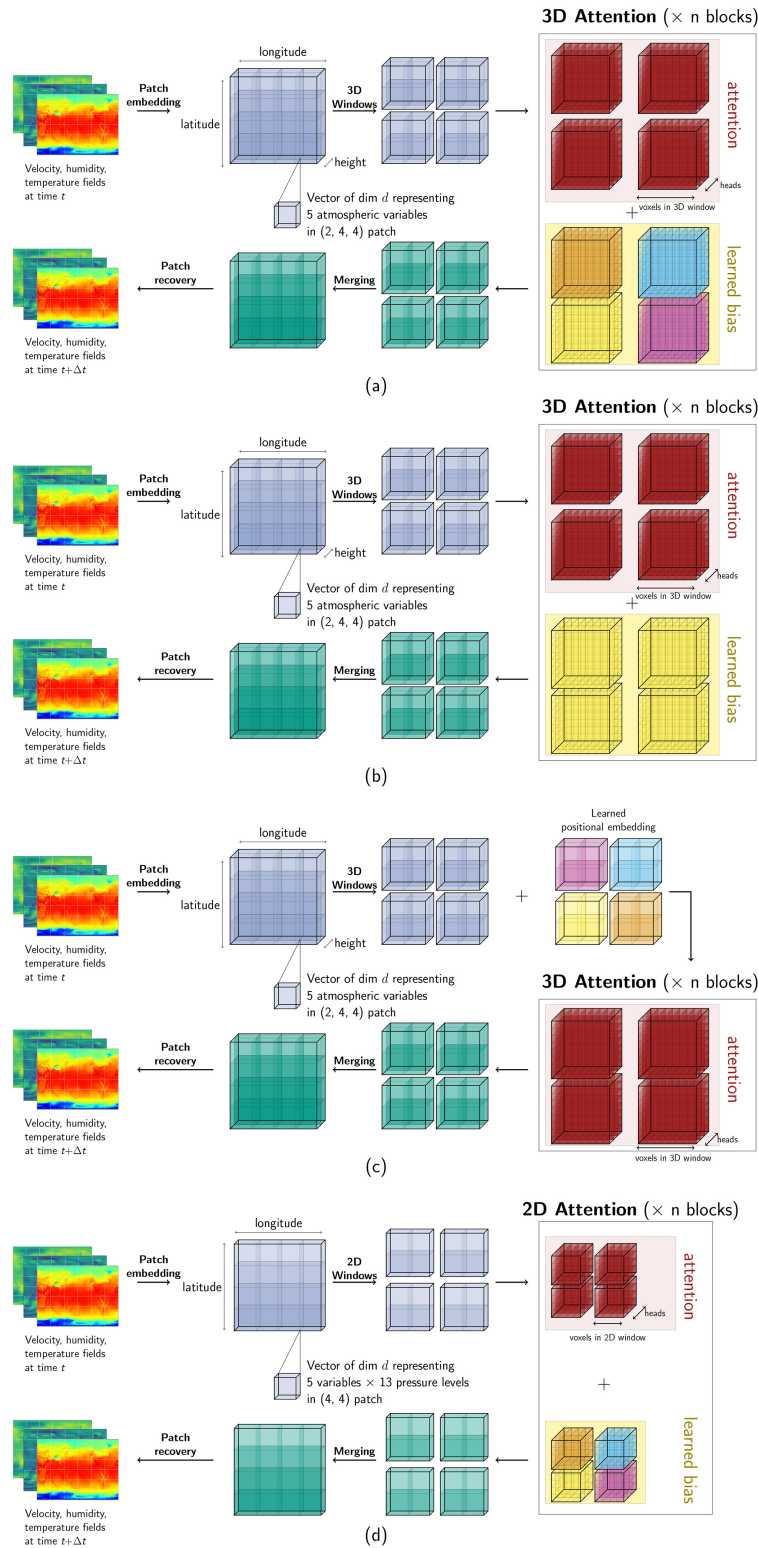 3D Attention (× n blocks)
longitude
Patch
embedding
3D
Windows
latitude
attention
height
heads
Velocity, humidity,
temperature fields
at time t
Vector of dim d representing
5 atmospheric variables
in (2, 4, 4) patch
voxels in 3D window
+
Patch
recovery
Merging
learned bias
Velocity, humidity,
temperature fields
at time t+Δt
(a)
3D Attention (× n blocks)
longitude
Patch
embedding
3D
Windows
latitude
attention
height
heads
Velocity, humidity,
temperature fields
at time t
Vector of dim d representing
5 atmospheric variables
in (2, 4, 4) patch
voxels in 3D window
+
Patch
recovery
Merging
learned bias
Velocity, humidity,
temperature fields
at time t+Δt
(b)
Learned
positional embedding
longitude
Patch
embedding
3D
Windows
+
latitude
height
Velocity, humidity,
temperature fields
at time t
Vector of dim d representing
5 atmospheric variables
in (2, 4, 4) patch
3D Attention (× n blocks)
Patch
recovery
Merging
attention
heads
voxels in 3D window
Velocity, humidity,
temperature fields
at time t+Δt
(c)
2D Attention (× n blocks)
longitude
Patch
embedding
2D
Windows
latitude
attention
heads
voxels in 2D window
Velocity, humidity,
temperature fields
at time t
Vector of dim d representing
5 variables × 13 pressure levels
in (4, 4) patch
+
Patch
recovery
Merging
learned bias
Velocity, humidity,
temperature fields
at time t+Δt
(d)